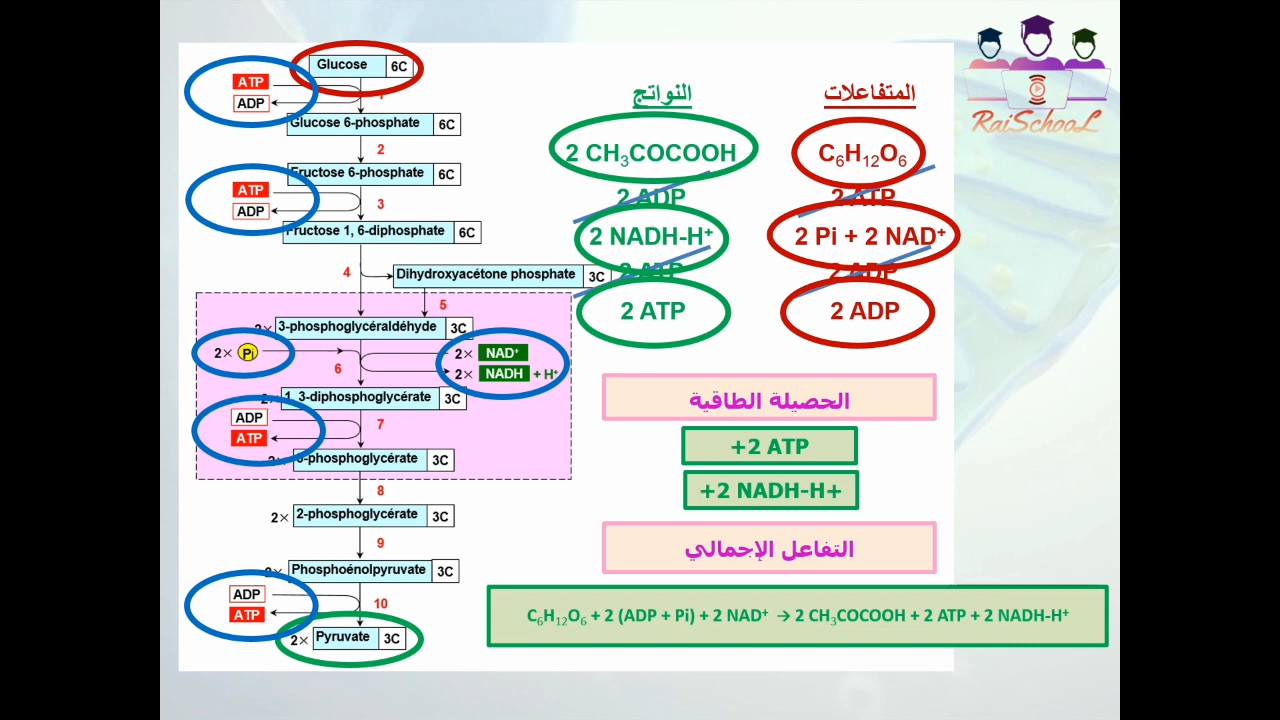 Glucose 6C
ATP
ADP
1
Glucose 6-phosphate 6C
2
Fructose 6-phosphate 6C
ATP
ADP
3
Fructose 1, 6-diphosphate 6C
4
Dihydroxyacétone phosphate 3C
5
2× 3-phosphoglycéraldéhyde 3C
2× Pi
2× NAD⁺
2× NADH + H⁺
6
2× 1, 3-diphosphoglycérate 3C
ADP
ATP
7
2× 3-phosphoglycérate 3C
8
2× 2-phosphoglycérate 3C
9
2× Phosphoénolpyruvate 3C
ADP
ATP
10
2× Pyruvate 3C
المتفاعلات
C₆H₁₂O₆
2 ATP
2 Pi + 2 NAD⁺
2 ADP
2 ADP
النواتج
2 CH₃COCOOH
2 ADP
2 NADH-H⁺
2 ATP
2 ATP
الحصيلة الطاقية
+2 ATP
+2 NADH-H+
التفاعل الإجمالي
C₆H₁₂O₆ + 2 (ADP + Pi) + 2 NAD⁺ → 2 CH₃COCOOH + 2 ATP + 2 NADH-H⁺
RaiSchooL